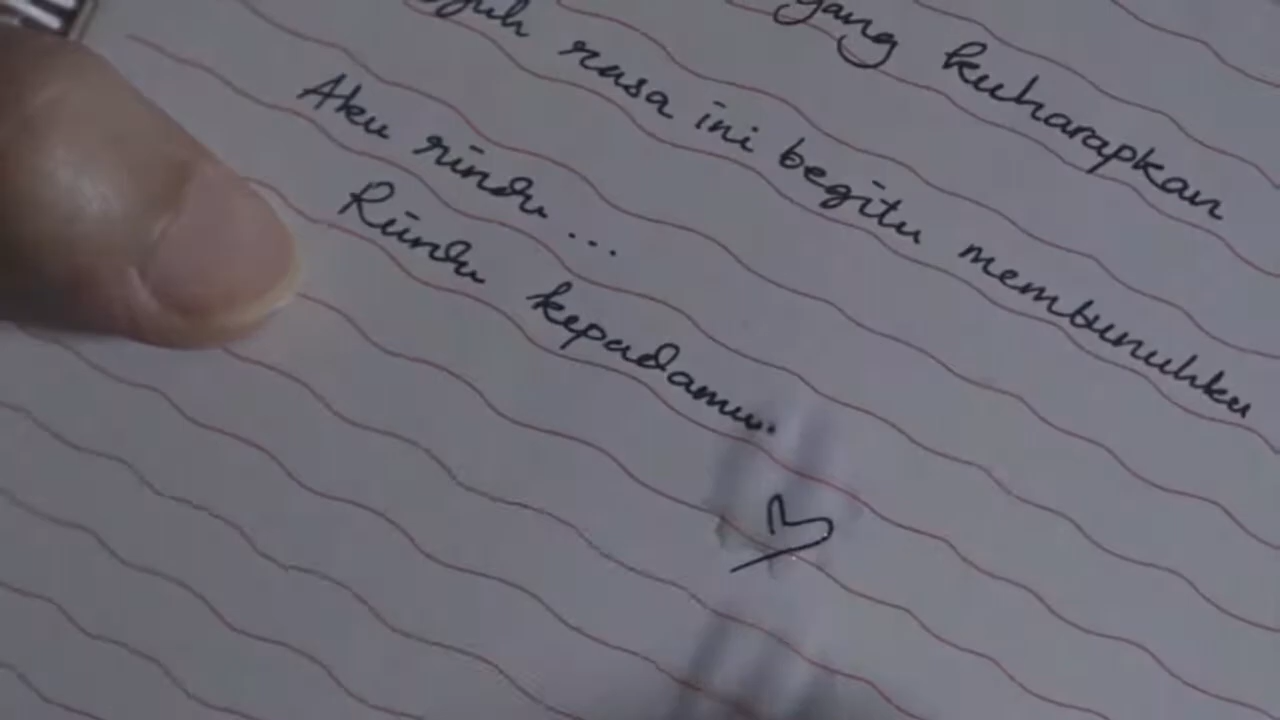 yang kuharapkan
rasa ini begitu membunuhku
Aku rindu...
Rindu kepadamu.